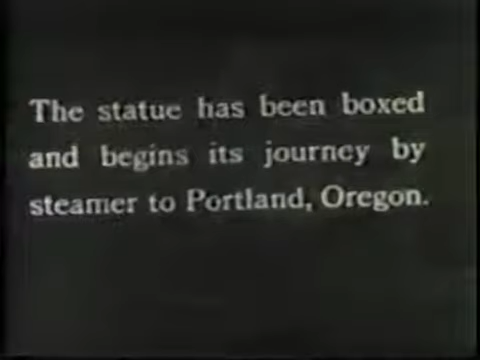 The statue has been boxed
and begins its journey by
steamer to Portland, Oregon.